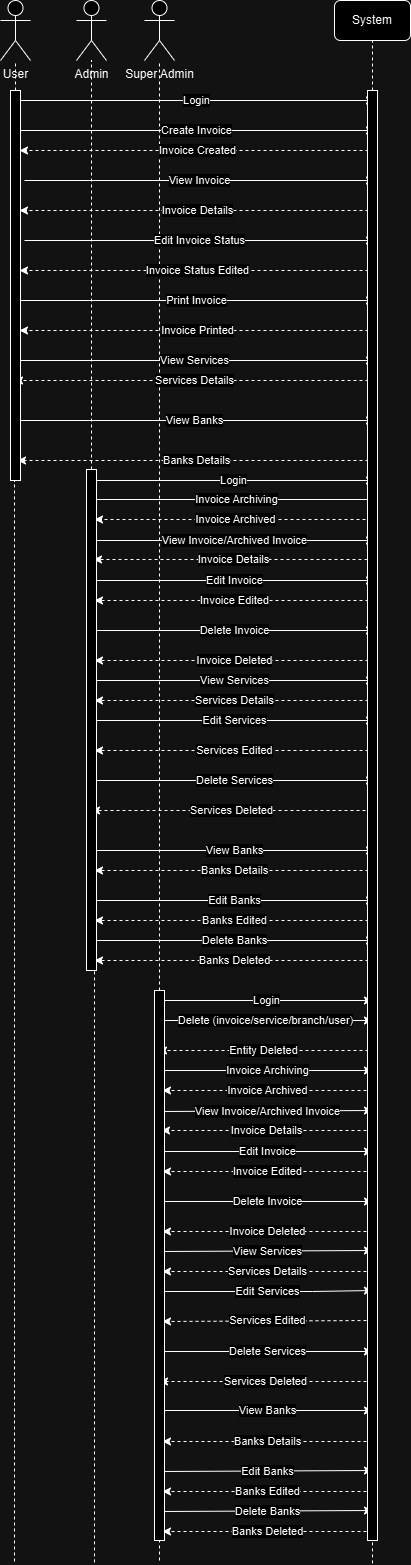 System
User
Admin
Super Admin
Login
Create Invoice
Invoice Created
View Invoice
Invoice Details
Edit Invoice Status
Invoice Status Edited
Print Invoice
Invoice Printed
View Services
Services Details
View Banks
Banks Details
Login
Invoice Archiving
Invoice Archived
View Invoice/Archived Invoice
Invoice Details
Edit Invoice
Invoice Edited
Delete Invoice
Invoice Deleted
View Services
Services Details
Edit Services
Services Edited
Delete Services
Services Deleted
View Banks
Banks Details
Edit Banks
Banks Edited
Delete Banks
Banks Deleted
Login
Delete (invoice/service/branch/user)
Entity Deleted
Invoice Archiving
Invoice Archived
View Invoice/Archived Invoice
Invoice Details
Edit Invoice
Invoice Edited
Delete Invoice
Invoice Deleted
View Services
Services Details
Edit Services
Services Edited
Delete Services
Services Deleted
View Banks
Banks Details
Edit Banks
Banks Edited
Delete Banks
Banks Deleted